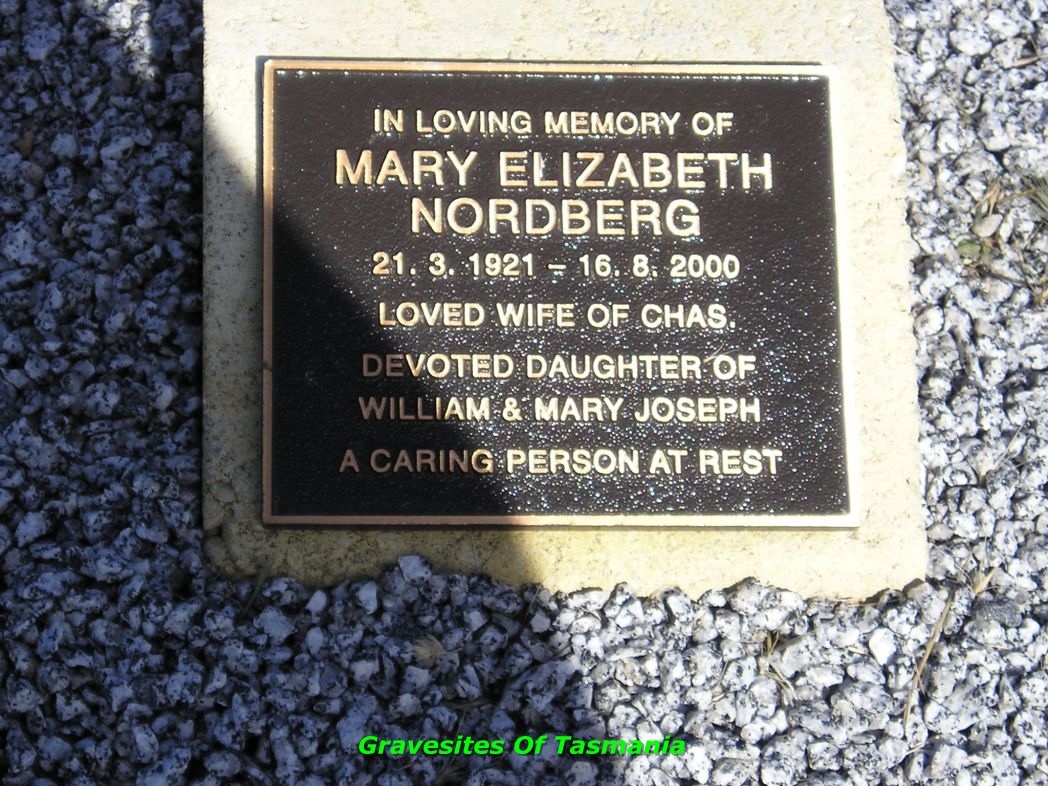 IN LOVING MEMORY OF
MARY ELIZABETH
NORDBERG
21. 3. 1921 – 16. 8. 2000
LOVED WIFE OF CHAS.
DEVOTED DAUGHTER OF
WILLIAM & MARY JOSEPH
A CARING PERSON AT REST
Gravesites Of Tasmania